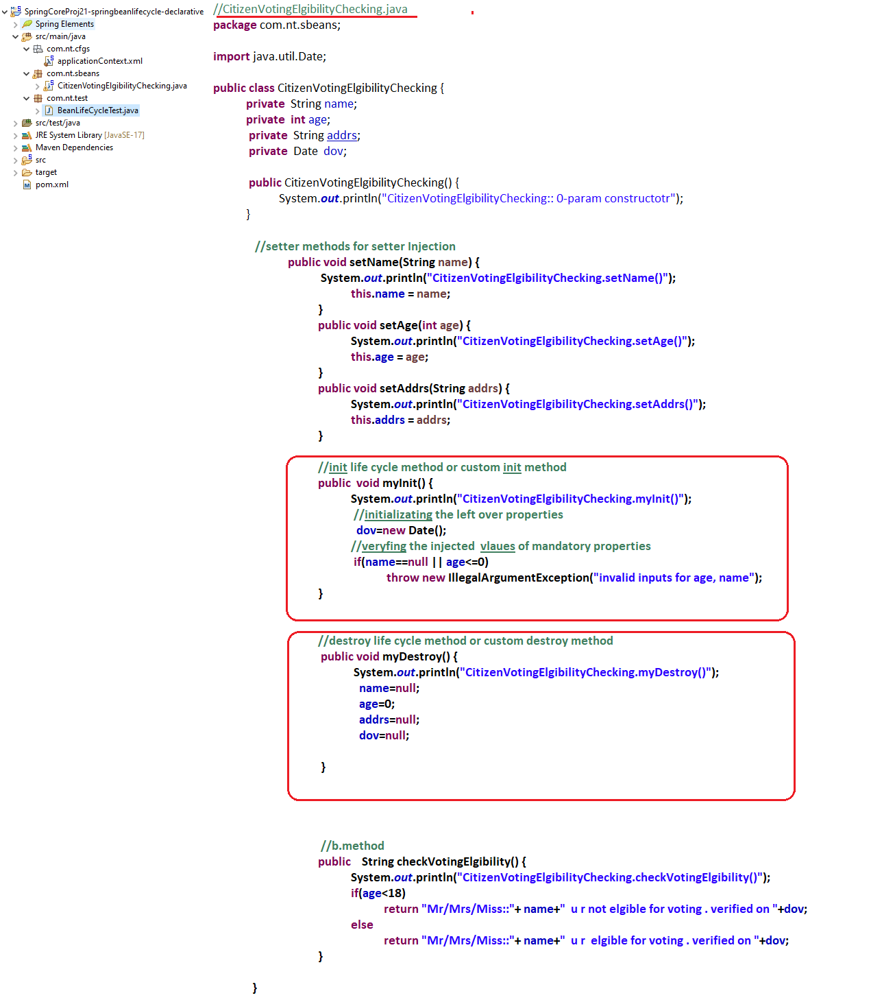 SpringCoreProj21-springbeanlifecycle-declarative
Spring Elements
src/main/java
com.nt.cfgs
applicationContext.xml
com.nt.sbeans
CitizenVotingElgibilityChecking.java
com.nt.test
BeanLifeCycleTest.java
src/test/java
JRE System Library [JavaSE-17]
Maven Dependencies
src
target
pom.xml
//CitizenVotingElgibilityChecking.java
package com.nt.sbeans;
import java.util.Date;
public class CitizenVotingElgibilityChecking {
private  String name;
private  int age;
private  String addrs;
private  Date  dov;
public CitizenVotingElgibilityChecking() {
System.out.println("CitizenVotingElgibilityChecking:: 0-param constructotr");
}
//setter methods for setter Injection
public void setName(String name) {
System.out.println("CitizenVotingElgibilityChecking.setName()");
this.name = name;
}
public void setAge(int age) {
System.out.println("CitizenVotingElgibilityChecking.setAge()");
this.age = age;
}
public void setAddrs(String addrs) {
System.out.println("CitizenVotingElgibilityChecking.setAddrs()");
this.addrs = addrs;
}
//init life cycle method or custom init method
public  void myInit() {
System.out.println("CitizenVotingElgibilityChecking.myInit()");
//initializating the left over properties
dov=new Date();
//veryfing the injected  vlaues of mandatory properties
if(name==null || age<=0)
throw new IllegalArgumentException("invalid inputs for age, name");
}
//destroy life cycle method or custom destroy method
public void myDestroy() {
System.out.println("CitizenVotingElgibilityChecking.myDestroy()");
name=null;
age=0;
addrs=null;
dov=null;
}
//b.method
public   String checkVotingElgibility() {
System.out.println("CitizenVotingElgibilityChecking.checkVotingElgibility()");
if(age<18)
return "Mr/Mrs/Miss::"+ name+"  u r not elgible for voting . verified on "+dov;
else
return "Mr/Mrs/Miss::"+ name+"  u r  elgible for voting . verified on "+dov;
}
}